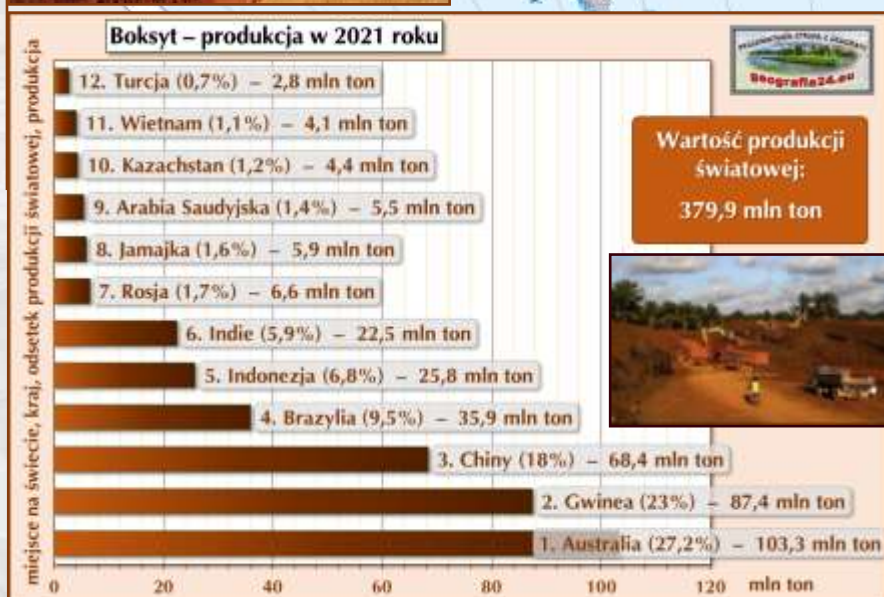 Boksyt – produkcja w 2021 roku
geografia24.eu
miejsce na świecie, kraj, odsetek produkcji światowej, produkcja
12. Turcja (0,7%) – 2,8 mln ton
11. Wietnam (1,1%) – 4,1 mln ton
10. Kazachstan (1,2%) – 4,4 mln ton
9. Arabia Saudyjska (1,4%) – 5,5 mln ton
8. Jamajka (1,6%) – 5,9 mln ton
7. Rosja (1,7%) – 6,6 mln ton
6. Indie (5,9%) – 22,5 mln ton
5. Indonezja (6,8%) – 25,8 mln ton
4. Brazylia (9,5%) – 35,9 mln ton
3. Chiny (18%) – 68,4 mln ton
2. Gwinea (23%) – 87,4 mln ton
1. Australia (27,2%) – 103,3 mln ton
0 20 40 60 80 100 120 mln ton
Wartość produkcji
światowej:
379,9 mln ton